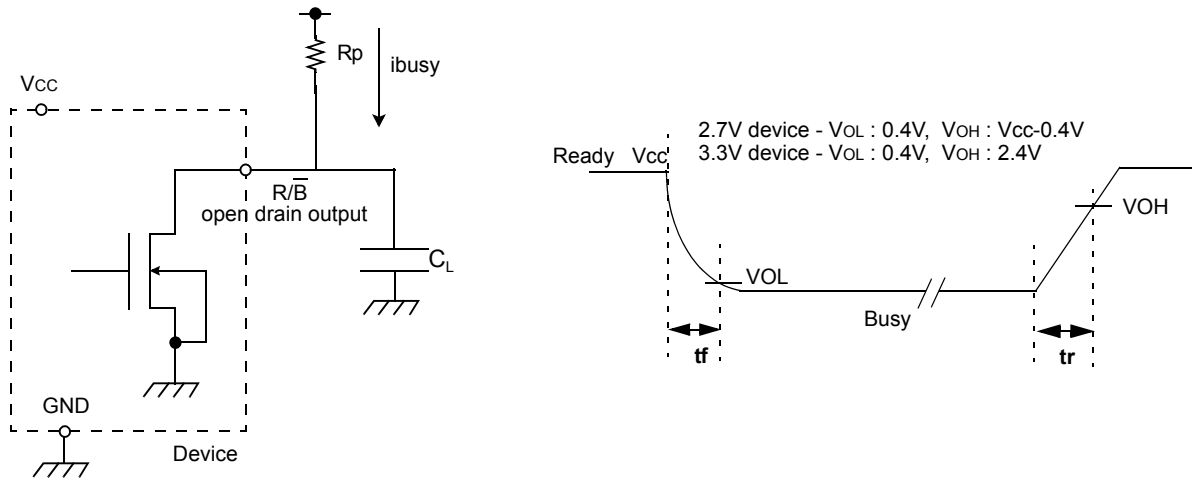 Rp
ibusy
VCC
R/B̅
open drain output
CL
GND
Device
2.7V device - VOL : 0.4V, VOH : Vcc-0.4V
3.3V device - VOL : 0.4V, VOH : 2.4V
Ready Vcc
VOH
VOL
Busy
tf
tr